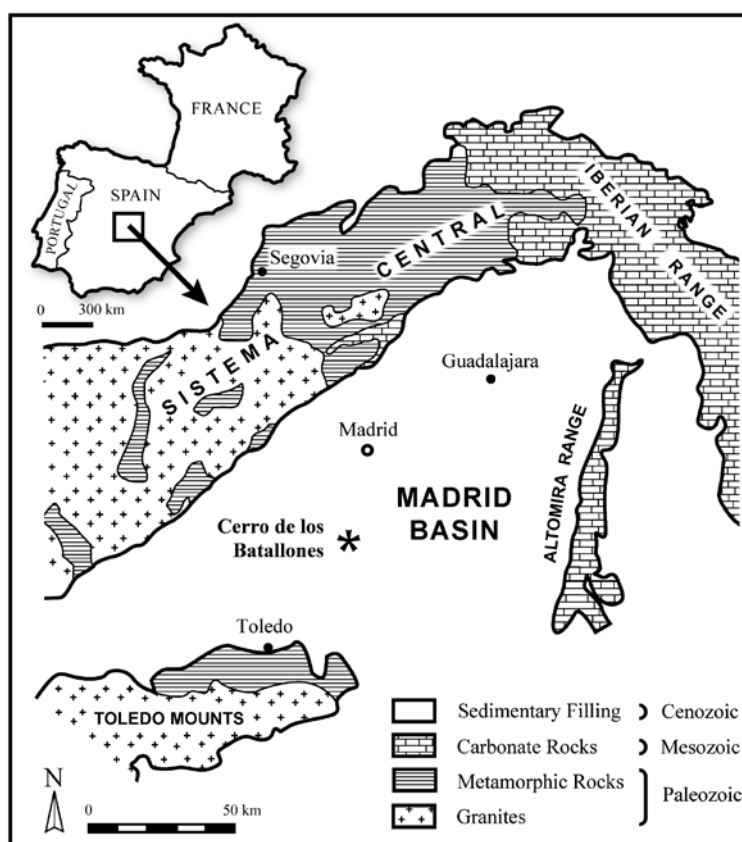 FRANCE
PORTUGAL
SPAIN
0 300 km
Segovia
SISTEMA
CENTRAL
IBERIAN
RANGE
Guadalajara
Madrid
MADRID
BASIN
ALTOMIRA RANGE
Cerro de los
Batallones
*
Toledo
TOLEDO MOUNTS
N
0 50 km
Sedimentary Filling Cenozoic
Carbonate Rocks Mesozoic
Metamorphic Rocks
Paleozoic
Granites